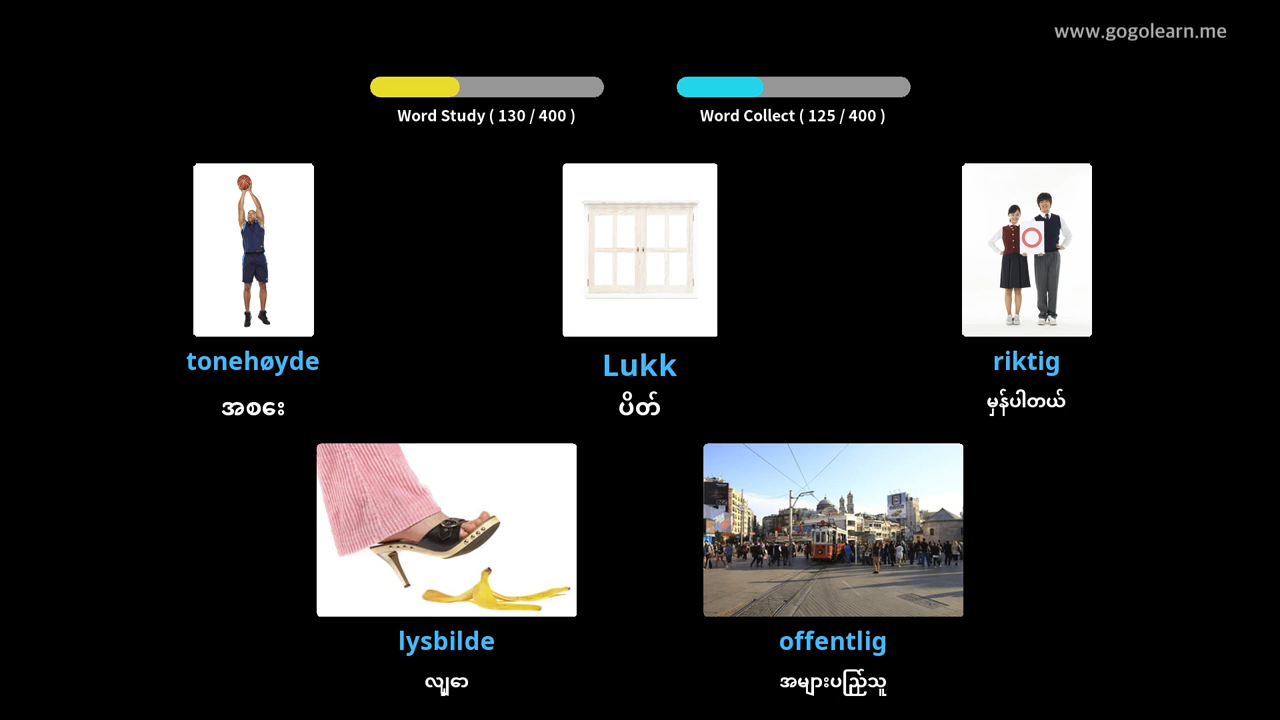 www.gogolearn.me
Word Study ( 130 / 400 )
Word Collect ( 125 / 400 )
tonehøyde
အစေး
Lukk
ပိတ်
riktig
မှန်ပါတယ်
lysbilde
လျှော
offentlig
အများပြည်သူ